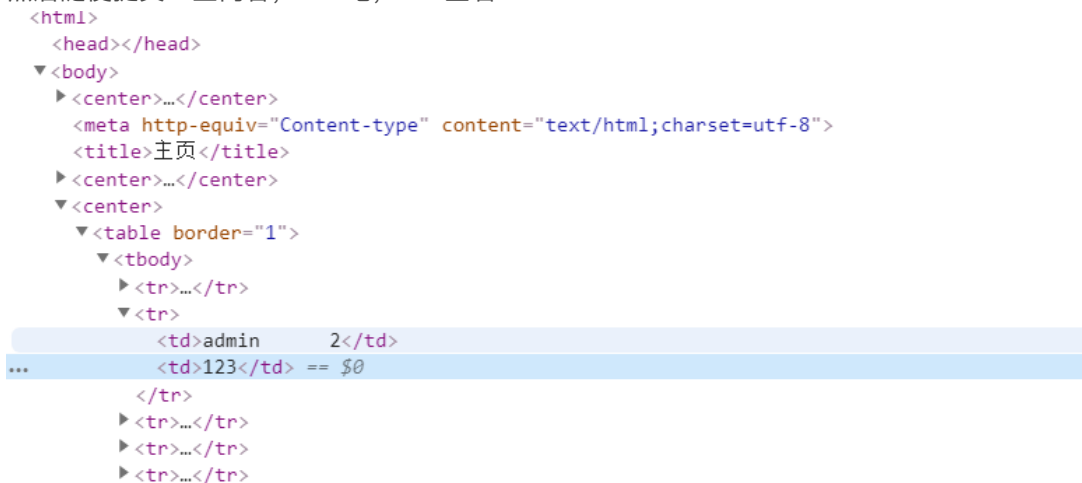 <html>
<head></head>
▼<body>
▶<center>…</center>
<meta http-equiv="Content-type" content="text/html;charset=utf-8">
<title>主页</title>
▶<center>…</center>
▼<center>
▼<table border="1">
▼<tbody>
▶<tr>…</tr>
▼<tr>
<td>admin      2</td>
... <td>123</td> == $0
</tr>
▶<tr>…</tr>
▶<tr>…</tr>
▶<tr>…</tr>